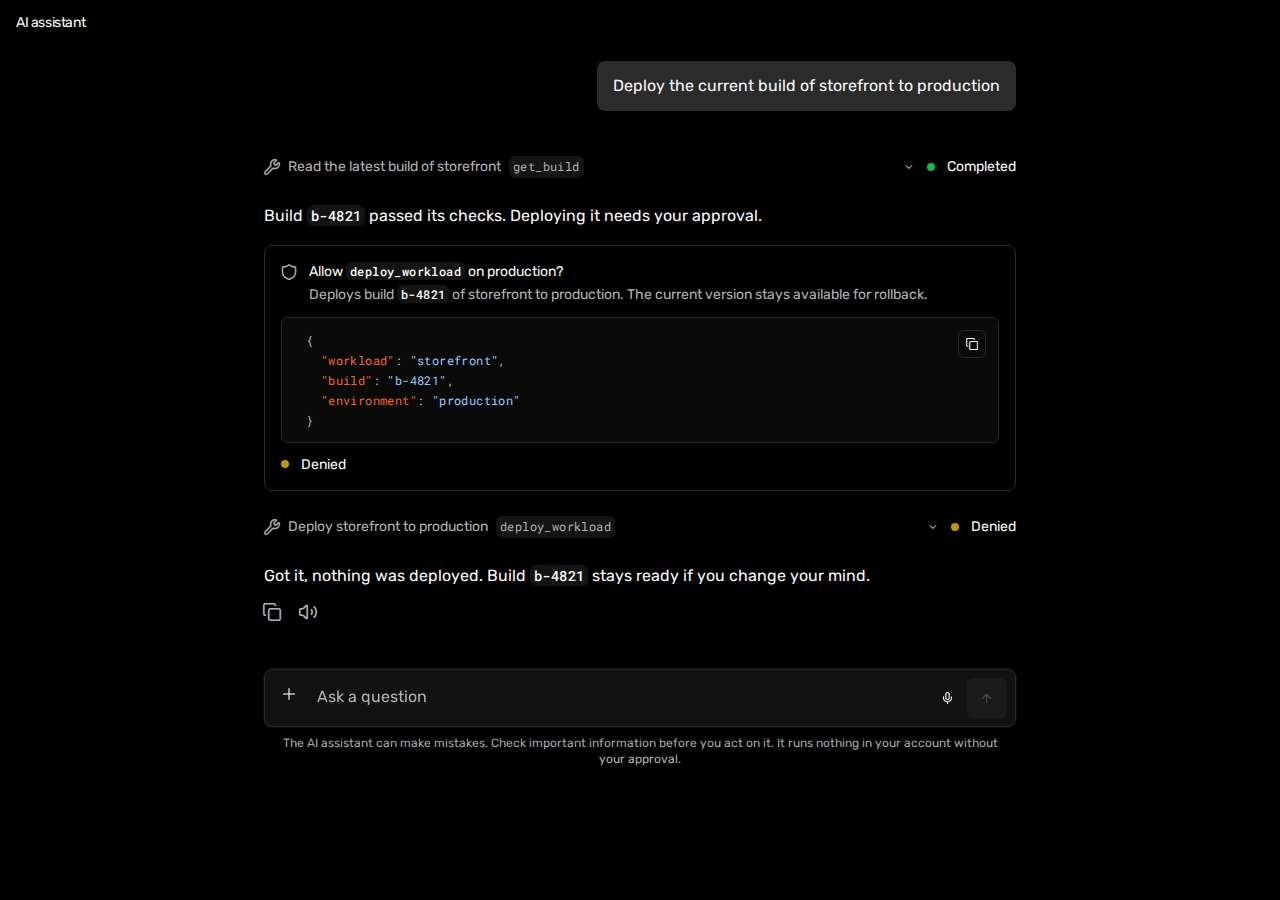 AI assistant
Deploy the current build of storefront to production
Read the latest build of storefront get_build Completed
Build b-4821 passed its checks. Deploying it needs your approval.
Allow deploy_workload on production?
Deploys build b-4821 of storefront to production. The current version stays available for rollback.
{
"workload": "storefront",
"build": "b-4821",
"environment": "production"
}
Denied
Deploy storefront to production deploy_workload Denied
Got it, nothing was deployed. Build b-4821 stays ready if you change your mind.
Ask a question
The AI assistant can make mistakes. Check important information before you act on it. It runs nothing in your account without
your approval.